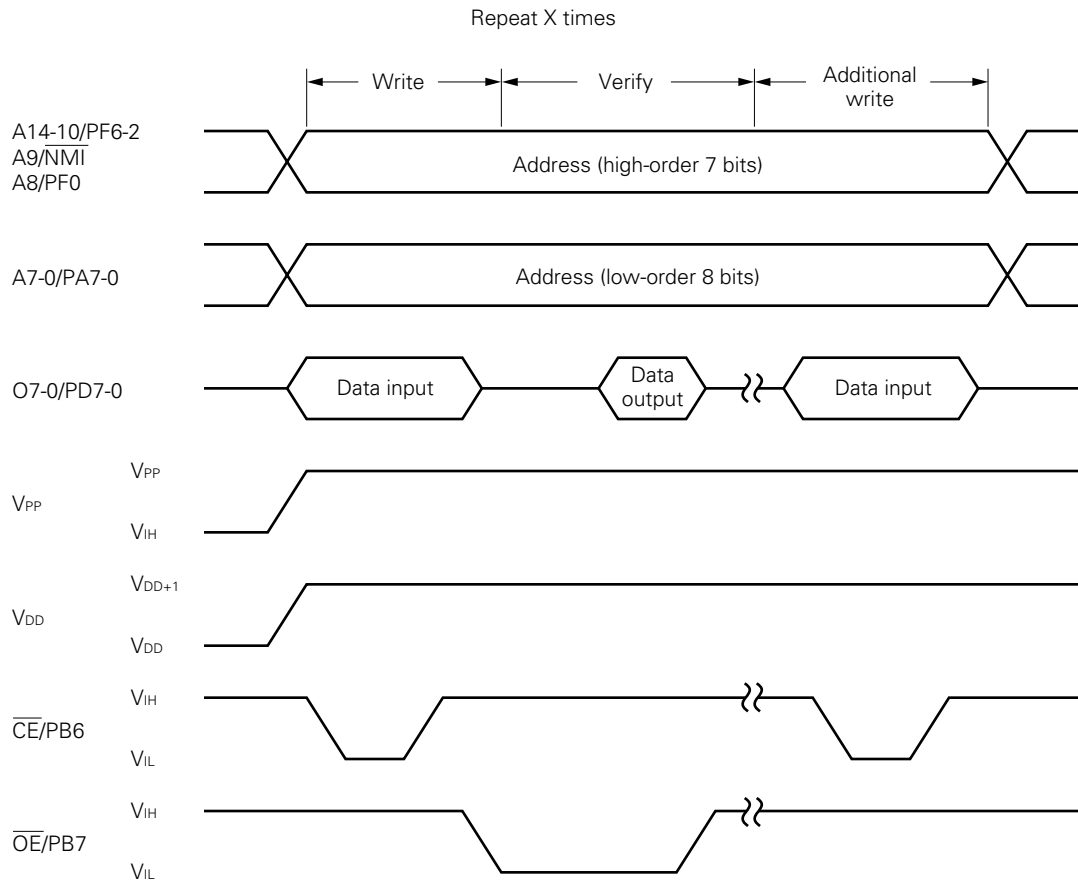 Repeat X times
Write
Verify
Additional
write
A14-10/PF6-2
A9/NMI
A8/PF0
Address (high-order 7 bits)
A7-0/PA7-0
Address (low-order 8 bits)
O7-0/PD7-0
Data input
Data
output
Data input
VPP
VPP
VIH
VDD+1
VDD
VDD
VIH
CE/PB6
VIL
VIH
OE/PB7
VIL